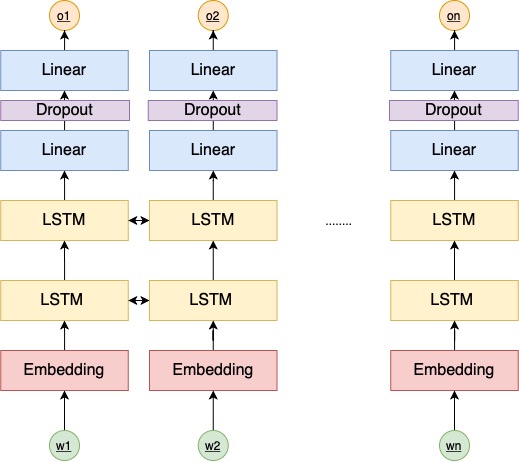 o1 o2 on
Linear Linear Linear
Dropout Dropout Dropout
Linear Linear Linear
LSTM LSTM LSTM
........
LSTM LSTM LSTM
Embedding Embedding Embedding
w1 w2 wn